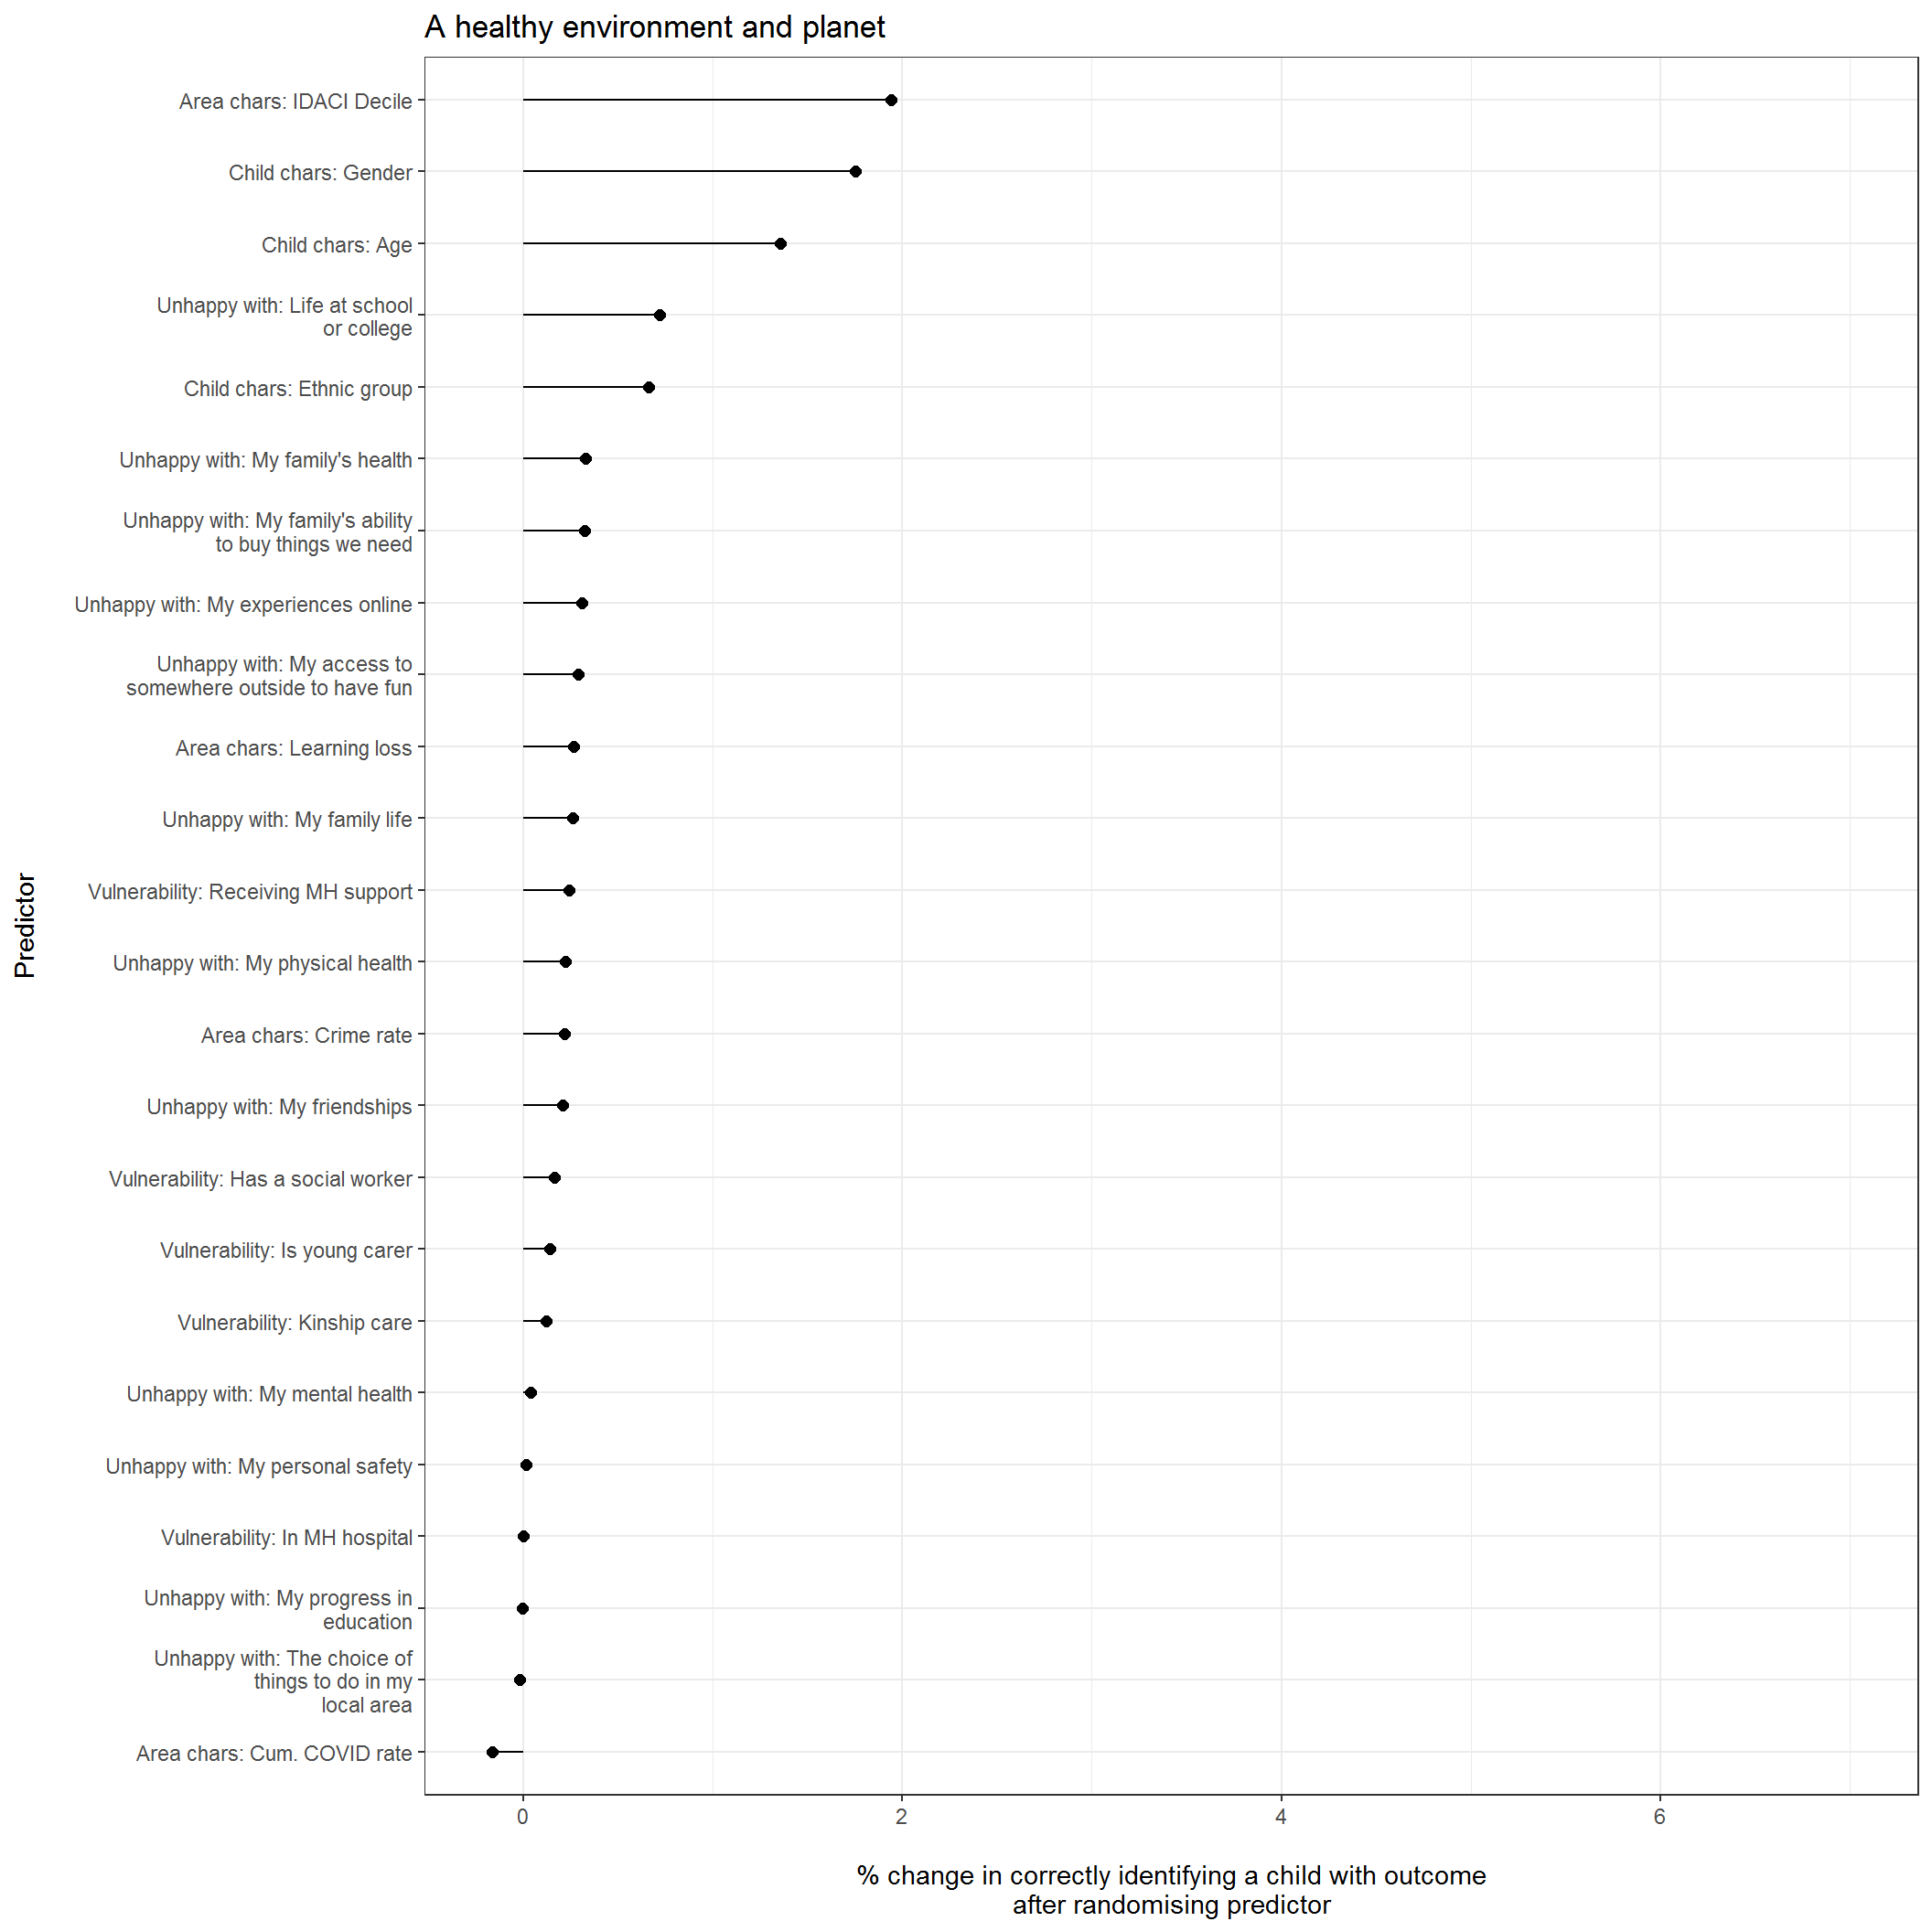 A healthy environment and planet
Area chars: IDACI Decile
Child chars: Gender
Child chars: Age
Unhappy with: Life at school
or college
Child chars: Ethnic group
Unhappy with: My family's health
Unhappy with: My family's ability
to buy things we need
Unhappy with: My experiences online
Unhappy with: My access to
somewhere outside to have fun
Area chars: Learning loss
Unhappy with: My family life
Vulnerability: Receiving MH support
Unhappy with: My physical health
Area chars: Crime rate
Unhappy with: My friendships
Vulnerability: Has a social worker
Vulnerability: Is young carer
Vulnerability: Kinship care
Unhappy with: My mental health
Unhappy with: My personal safety
Vulnerability: In MH hospital
Unhappy with: My progress in
education
Unhappy with: The choice of
things to do in my
local area
Area chars: Cum. COVID rate
Predictor
0 2 4 6
% change in correctly identifying a child with outcome
after randomising predictor